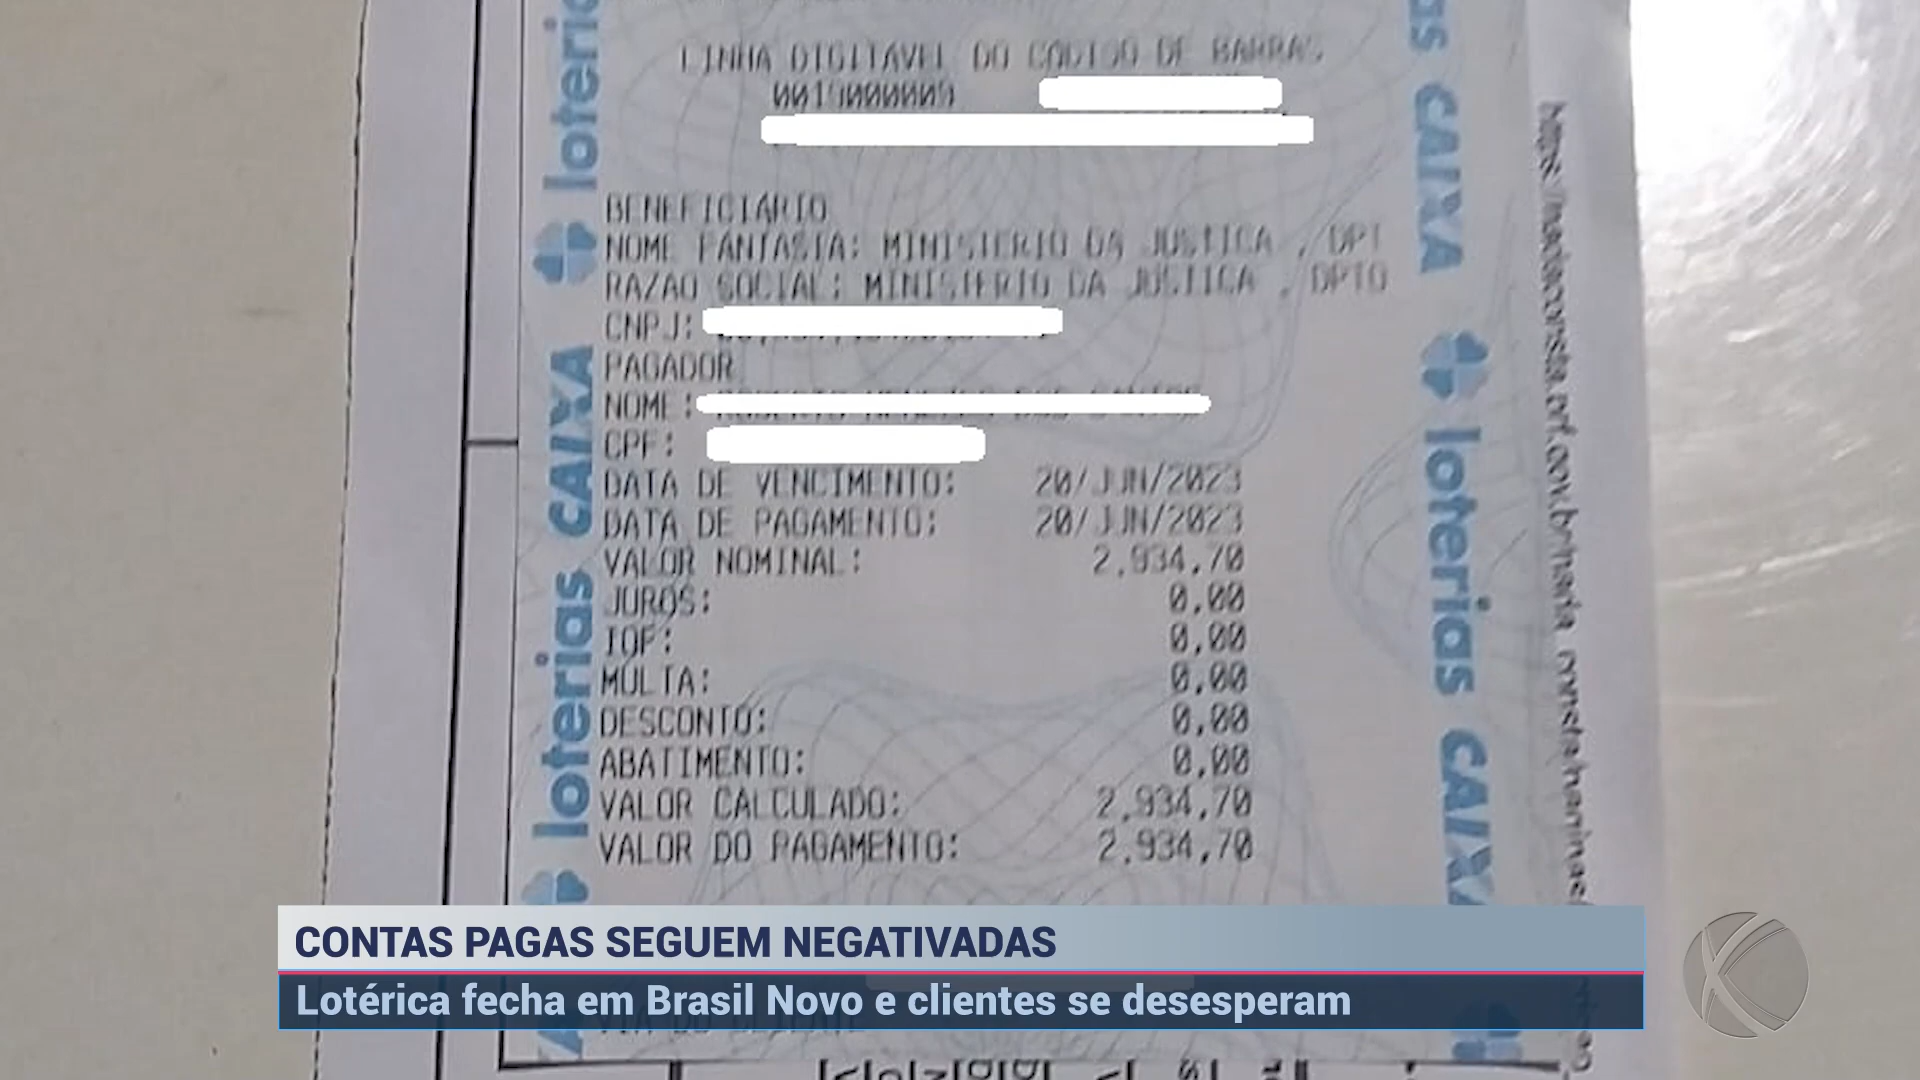 LINHA DIGITAVEL DO CODIGO DE BARRAS
0019000009
BENEFICIARIO
NOME FANTASIA: MINISTERIO DA JUSTICA , DPT
RAZAO SOCIAL: MINISTERIO DA JUSTICA , DPTO
CNPJ:
PAGADOR
NOME:
CPF:
DATA DE VENCIMENTO: 20/JUN/2023
DATA DE PAGAMENTO: 20/JUN/2023
VALOR NOMINAL: 2.934,70
JUROS: 0,00
IOF: 0,00
MULTA: 0,00
DESCONTO: 0,00
ABATIMENTO: 0,00
VALOR CALCULADO: 2.934,70
VALOR DO PAGAMENTO: 2.934,70
loterias CAIXA
loterias
as CAIXA
loterias CAIXA
CONTAS PAGAS SEGUEM NEGATIVADAS
Lotérica fecha em Brasil Novo e clientes se desesperam